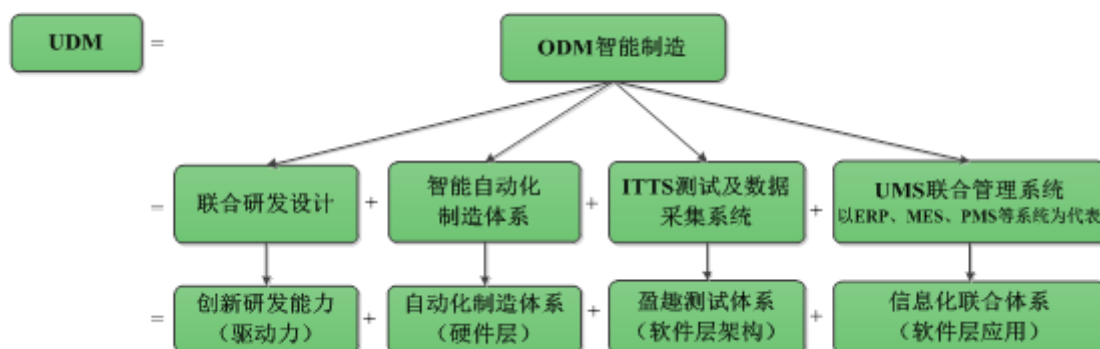 UDM
=
ODM智能制造
=
联合研发设计
+
智能自动化
制造体系
+
ITTS测试及数据
采集系统
+
UMS联合管理系统
以ERP、MES、PMS等系统为代表
=
创新研发能力
（驱动力）
+
自动化制造体系
（硬件层）
+
盈趣测试体系
（软件层架构）
+
信息化联合体系
（软件层应用）